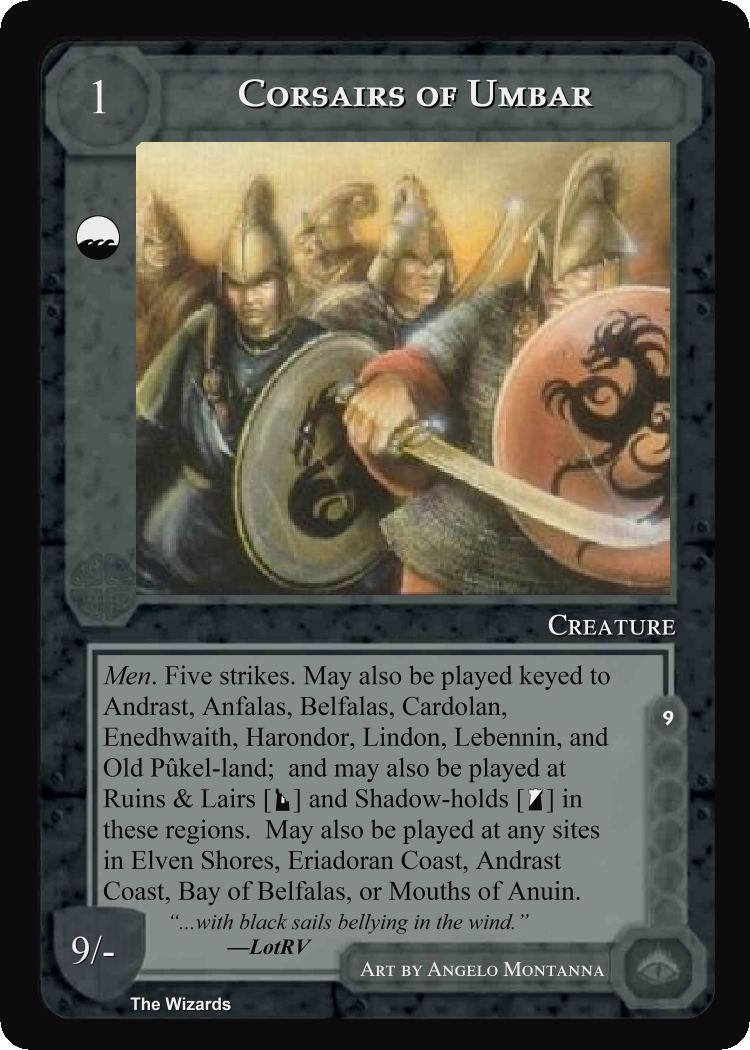 1
Corsairs of Umbar
Creature
Men. Five strikes. May also be played keyed to
Andrast, Anfalas, Belfalas, Cardolan,
Enedhwaith, Harondor, Lindon, Lebennin, and
Old Pûkel-land; and may also be played at
Ruins & Lairs [ ] and Shadow-holds [ ] in
these regions. May also be played at any sites
in Elven Shores, Eriadoran Coast, Andrast
Coast, Bay of Belfalas, or Mouths of Anuin.
9
"...with black sails bellying in the wind."
—LotRV
9/-
Art by Angelo Montanna
The Wizards